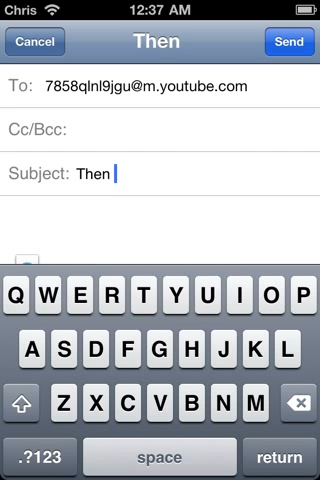 Chris 12:37 AM
Cancel Then Send
To: 7858qlnl9jgu@m.youtube.com
Cc/Bcc:
Subject: Then
Q W E R T Y U I O P
A S D F G H J K L
Z X C V B N M
.?123 space return